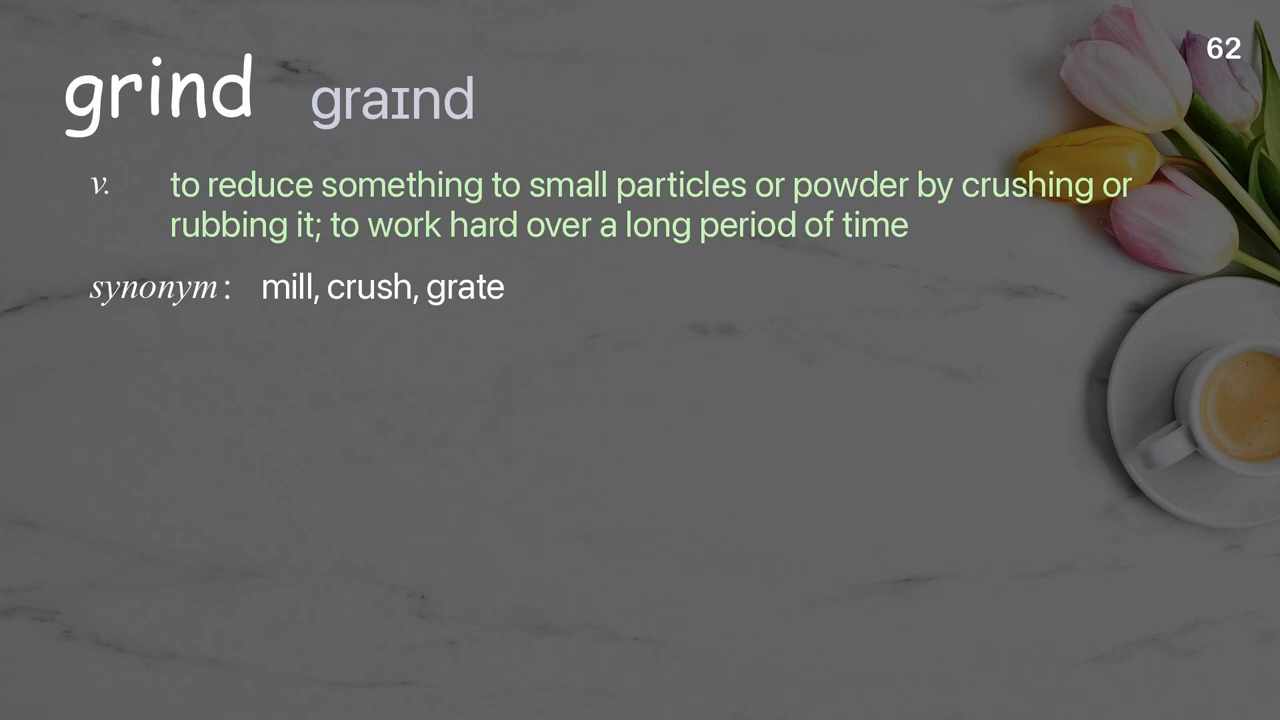 62
grind graɪnd
v. to reduce something to small particles or powder by crushing or
rubbing it; to work hard over a long period of time
synonym: mill, crush, grate